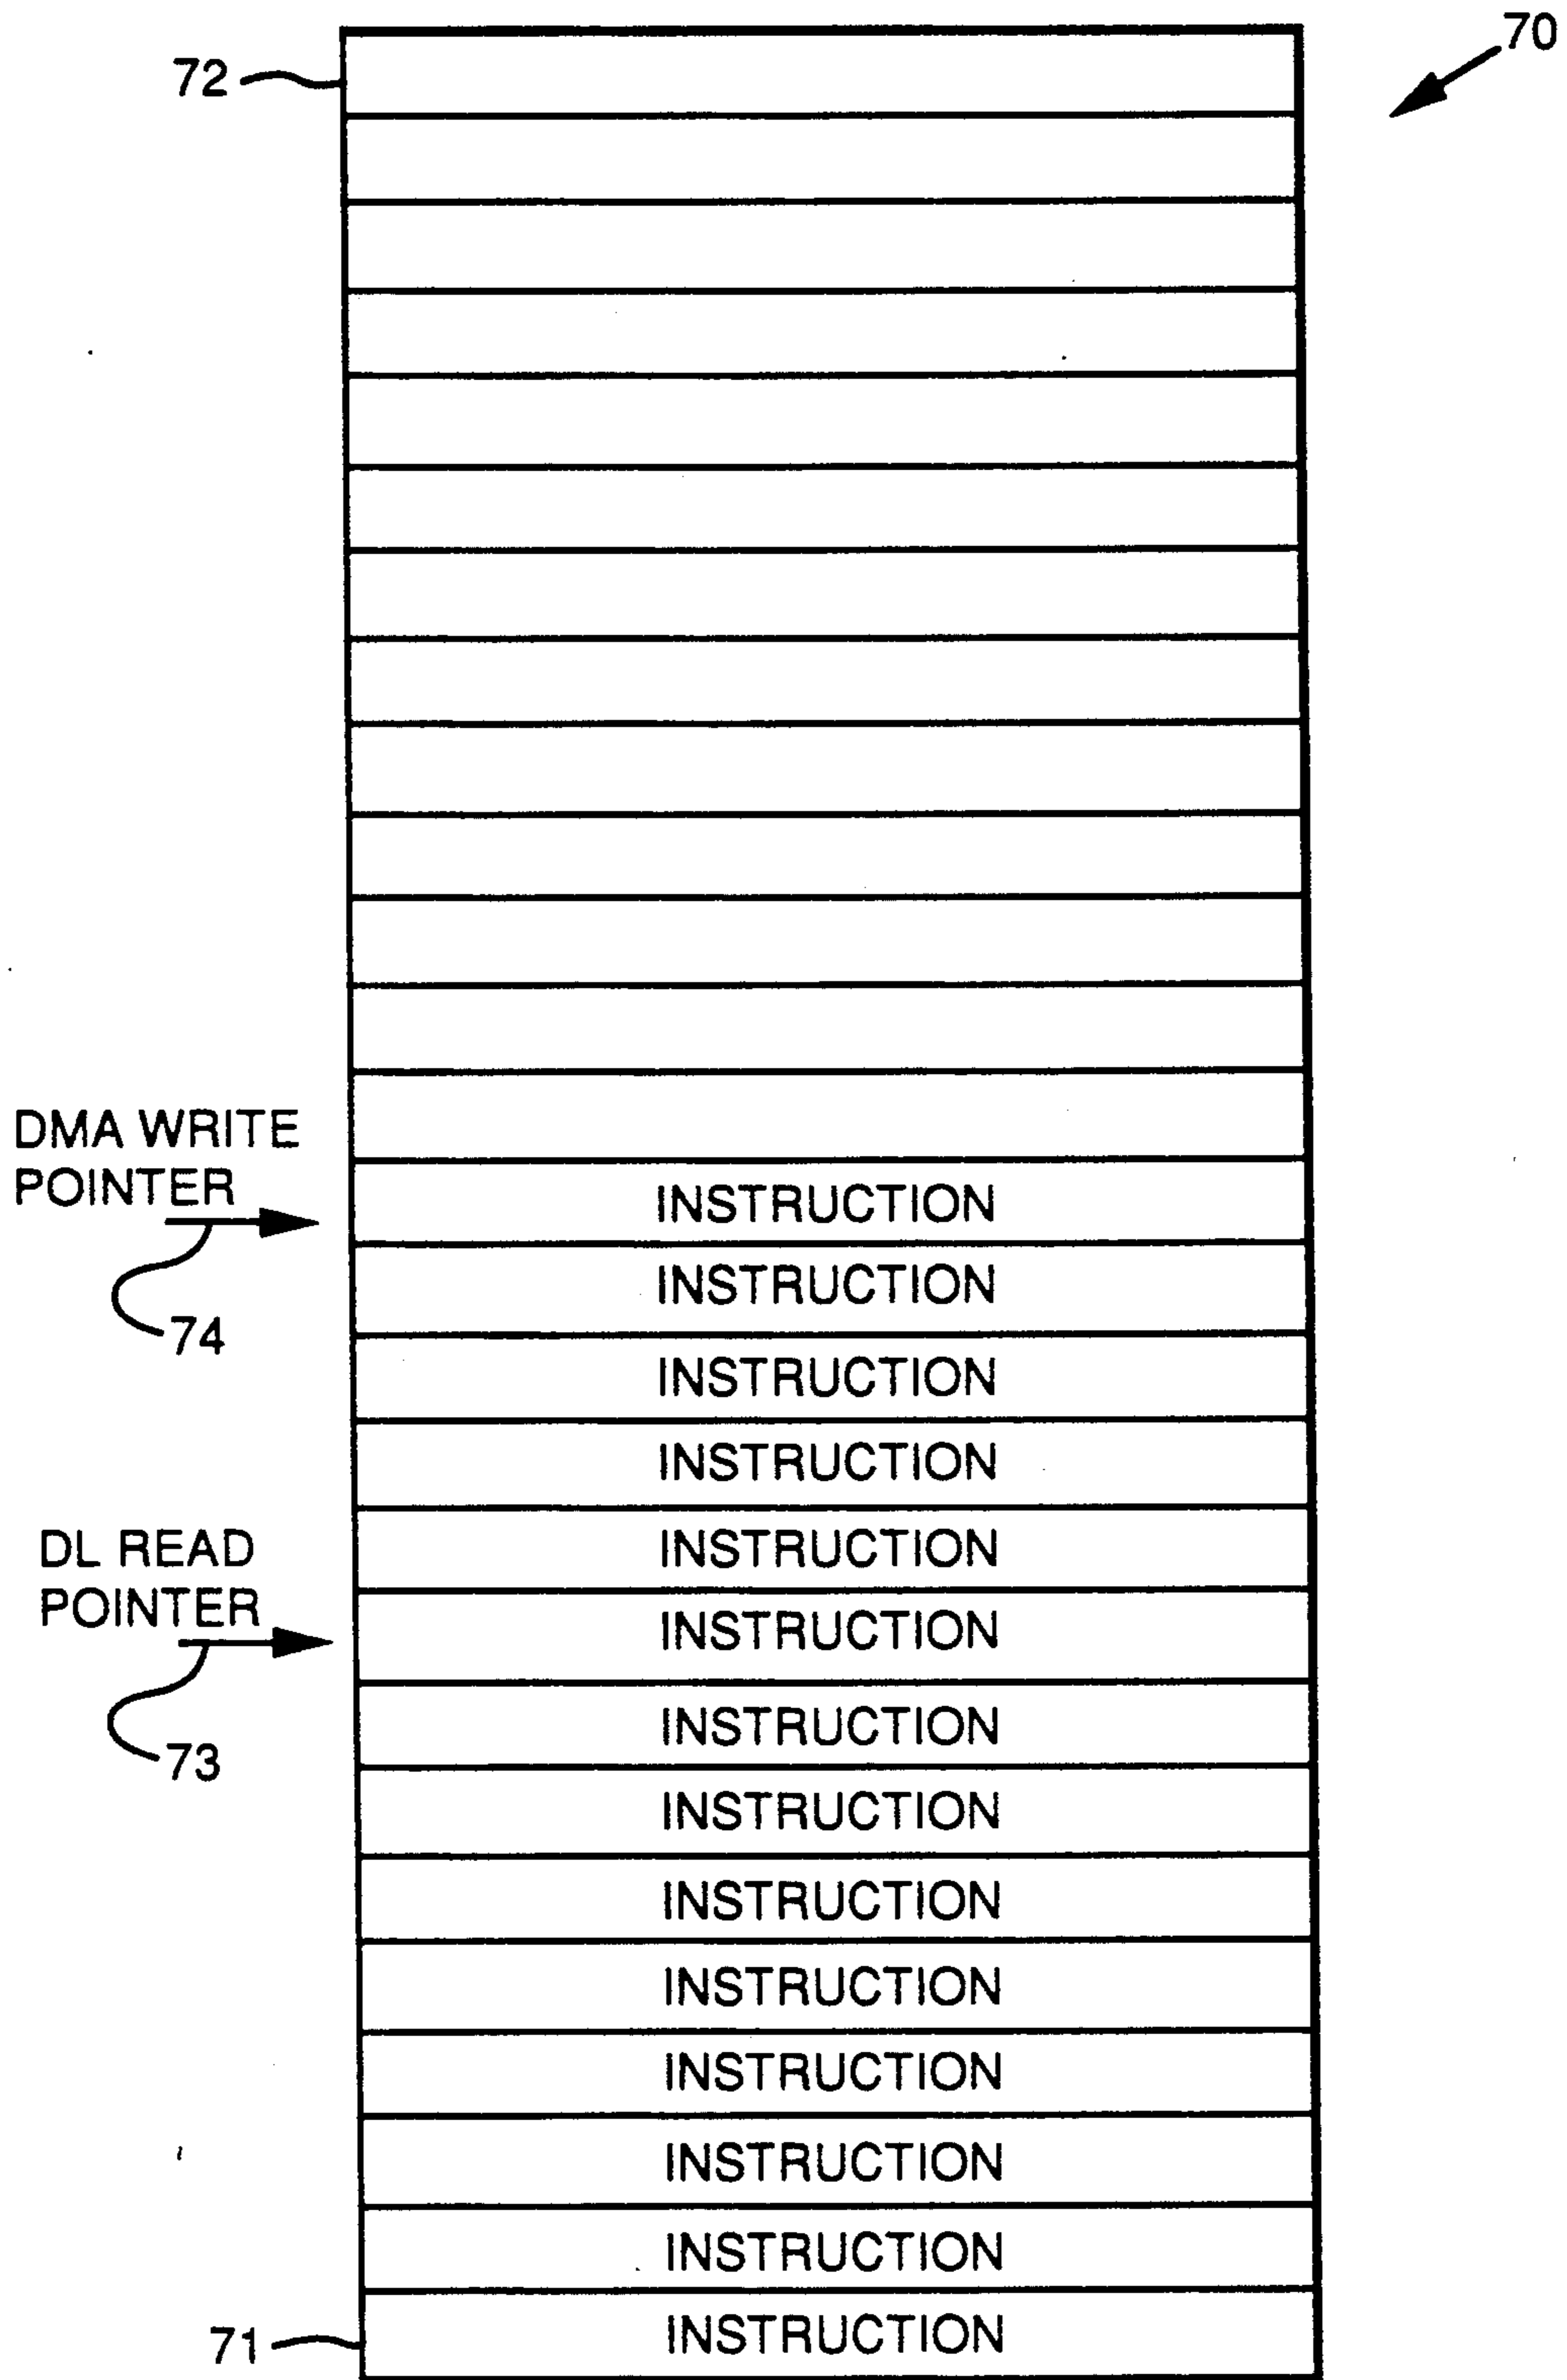 70
72
DMA WRITE
POINTER
74
INSTRUCTION
INSTRUCTION
INSTRUCTION
INSTRUCTION
DL READ
POINTER
73
INSTRUCTION
INSTRUCTION
INSTRUCTION
INSTRUCTION
INSTRUCTION
INSTRUCTION
INSTRUCTION
INSTRUCTION
INSTRUCTION
71
INSTRUCTION